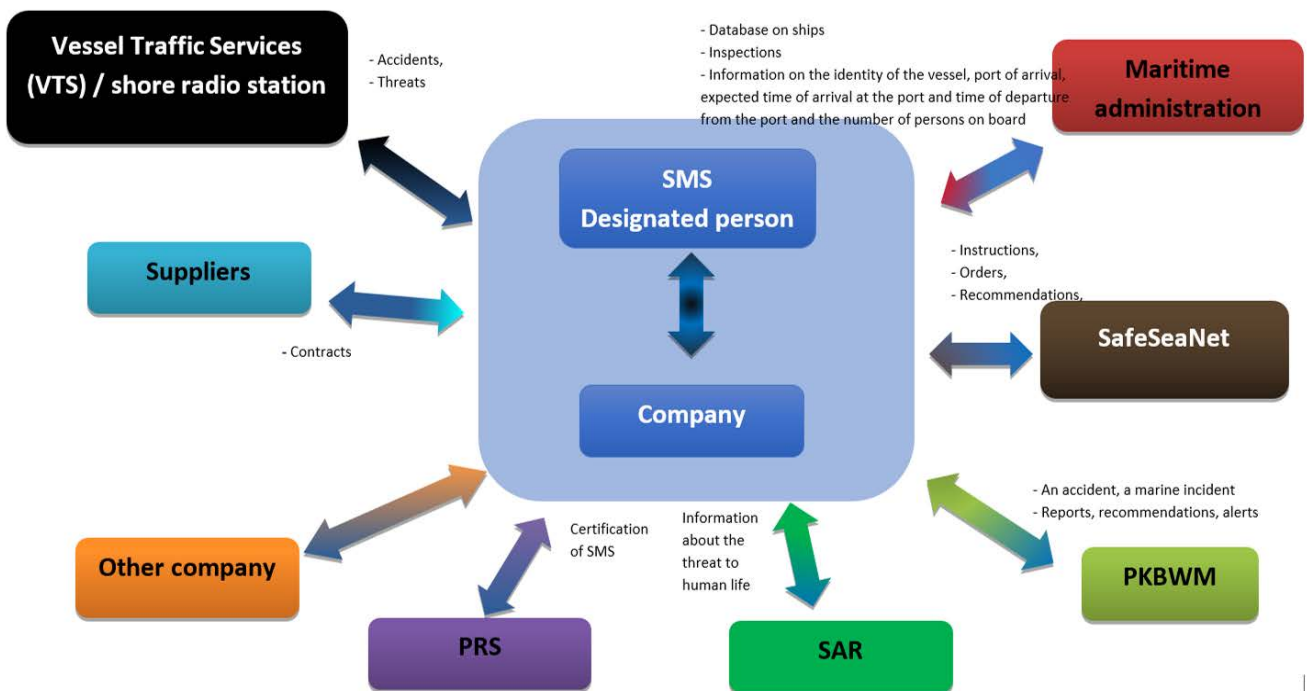 Vessel Traffic Services
(VTS) / shore radio station
- Accidents,
- Threats
- Database on ships
- Inspections
- Information on the identity of the vessel, port of arrival,
expected time of arrival at the port and time of departure
from the port and the number of persons on board
Maritime
administration
SMS
Designated person
Suppliers
- Contracts
- Instructions,
- Orders,
- Recommendations,
SafeSeaNet
Company
- An accident, a marine incident
- Reports, recommendations, alerts
Other company
Certification
of SMS
Information
about the
threat to
human life
PKBWM
PRS
SAR